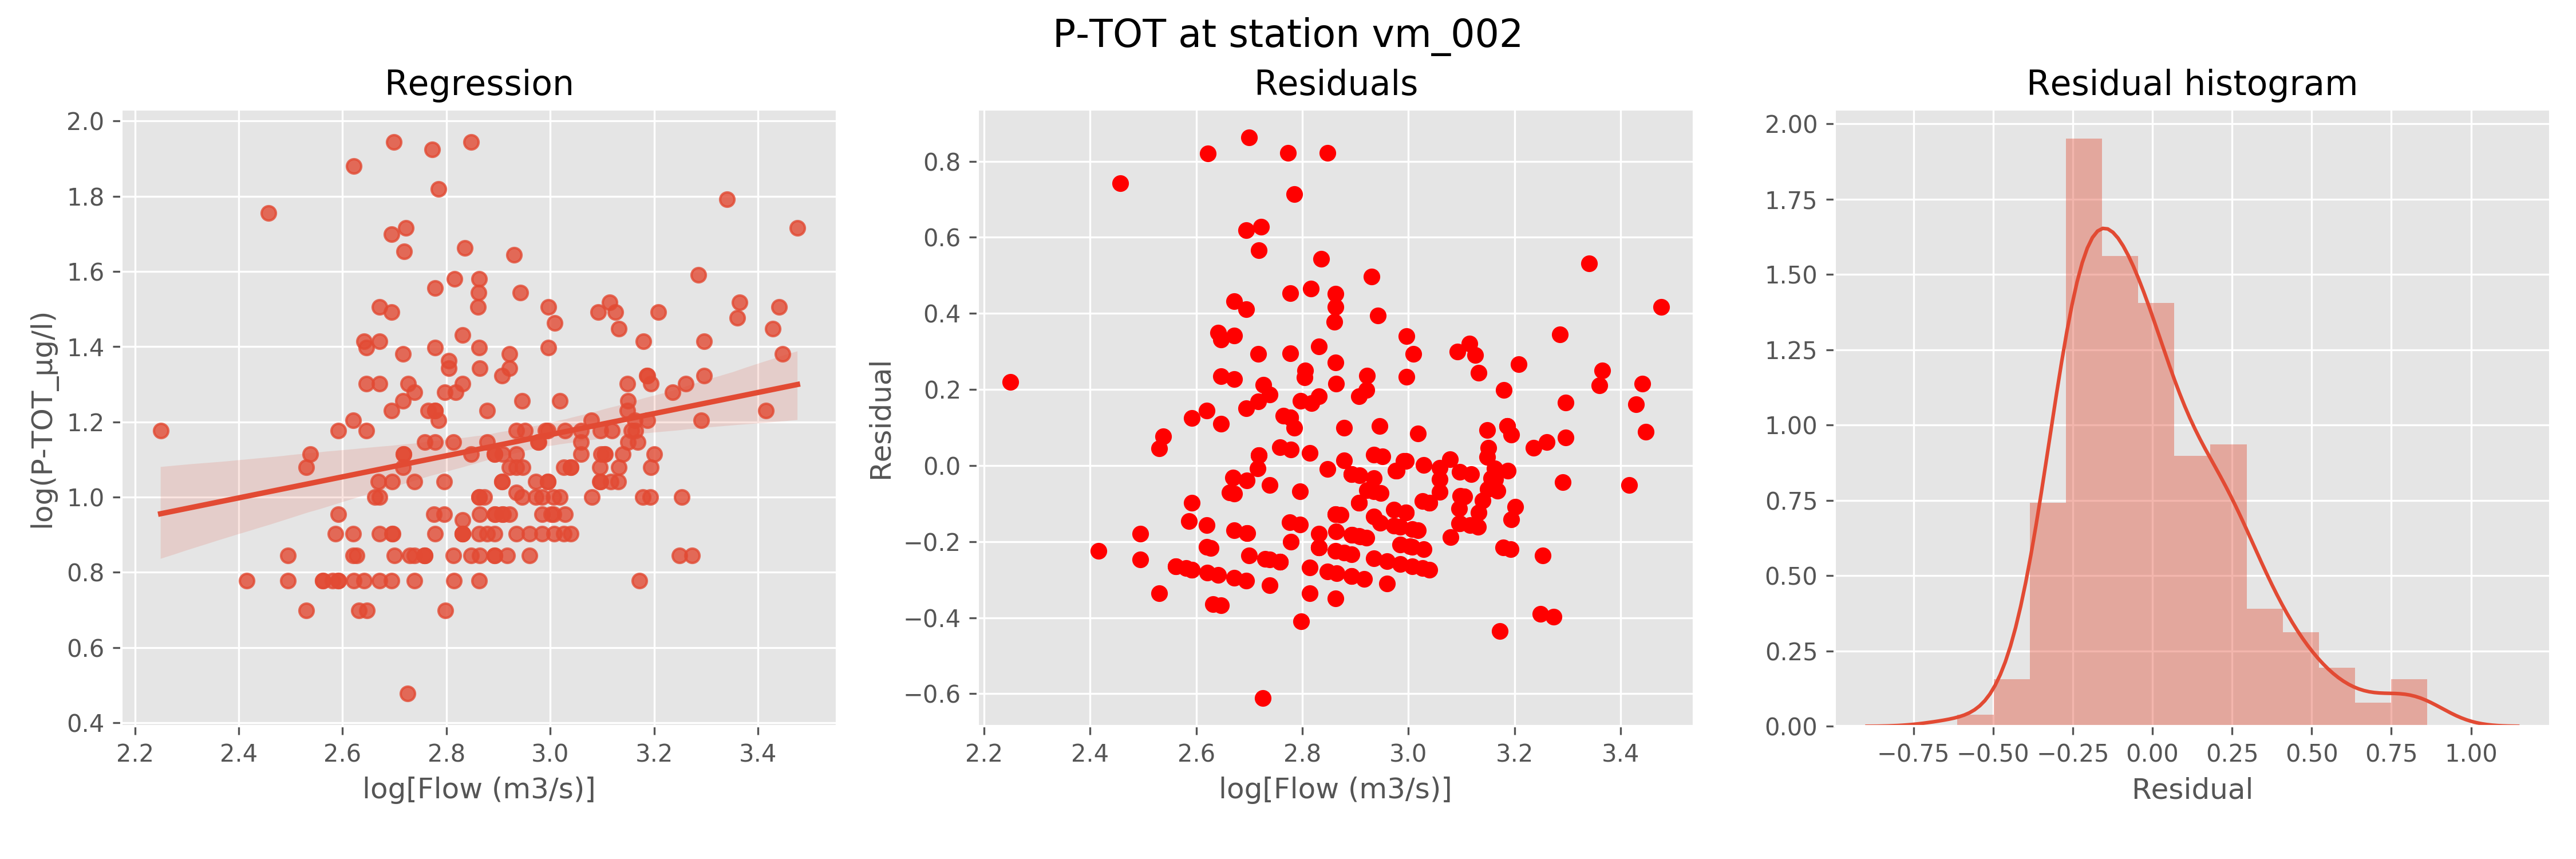 P-TOT at station vm_002
Regression
2.0
1.8
1.6
1.4
1.2
1.0
0.8
0.6
0.4
log(P-TOT_µg/l)
2.2 2.4 2.6 2.8 3.0 3.2 3.4
log[Flow (m3/s)]
Residuals
0.8
0.6
0.4
0.2
0.0
−0.2
−0.4
−0.6
Residual
2.2 2.4 2.6 2.8 3.0 3.2 3.4
log[Flow (m3/s)]
Residual histogram
2.00
1.75
1.50
1.25
1.00
0.75
0.50
0.25
0.00
−0.75 −0.50 −0.25 0.00 0.25 0.50 0.75 1.00
Residual